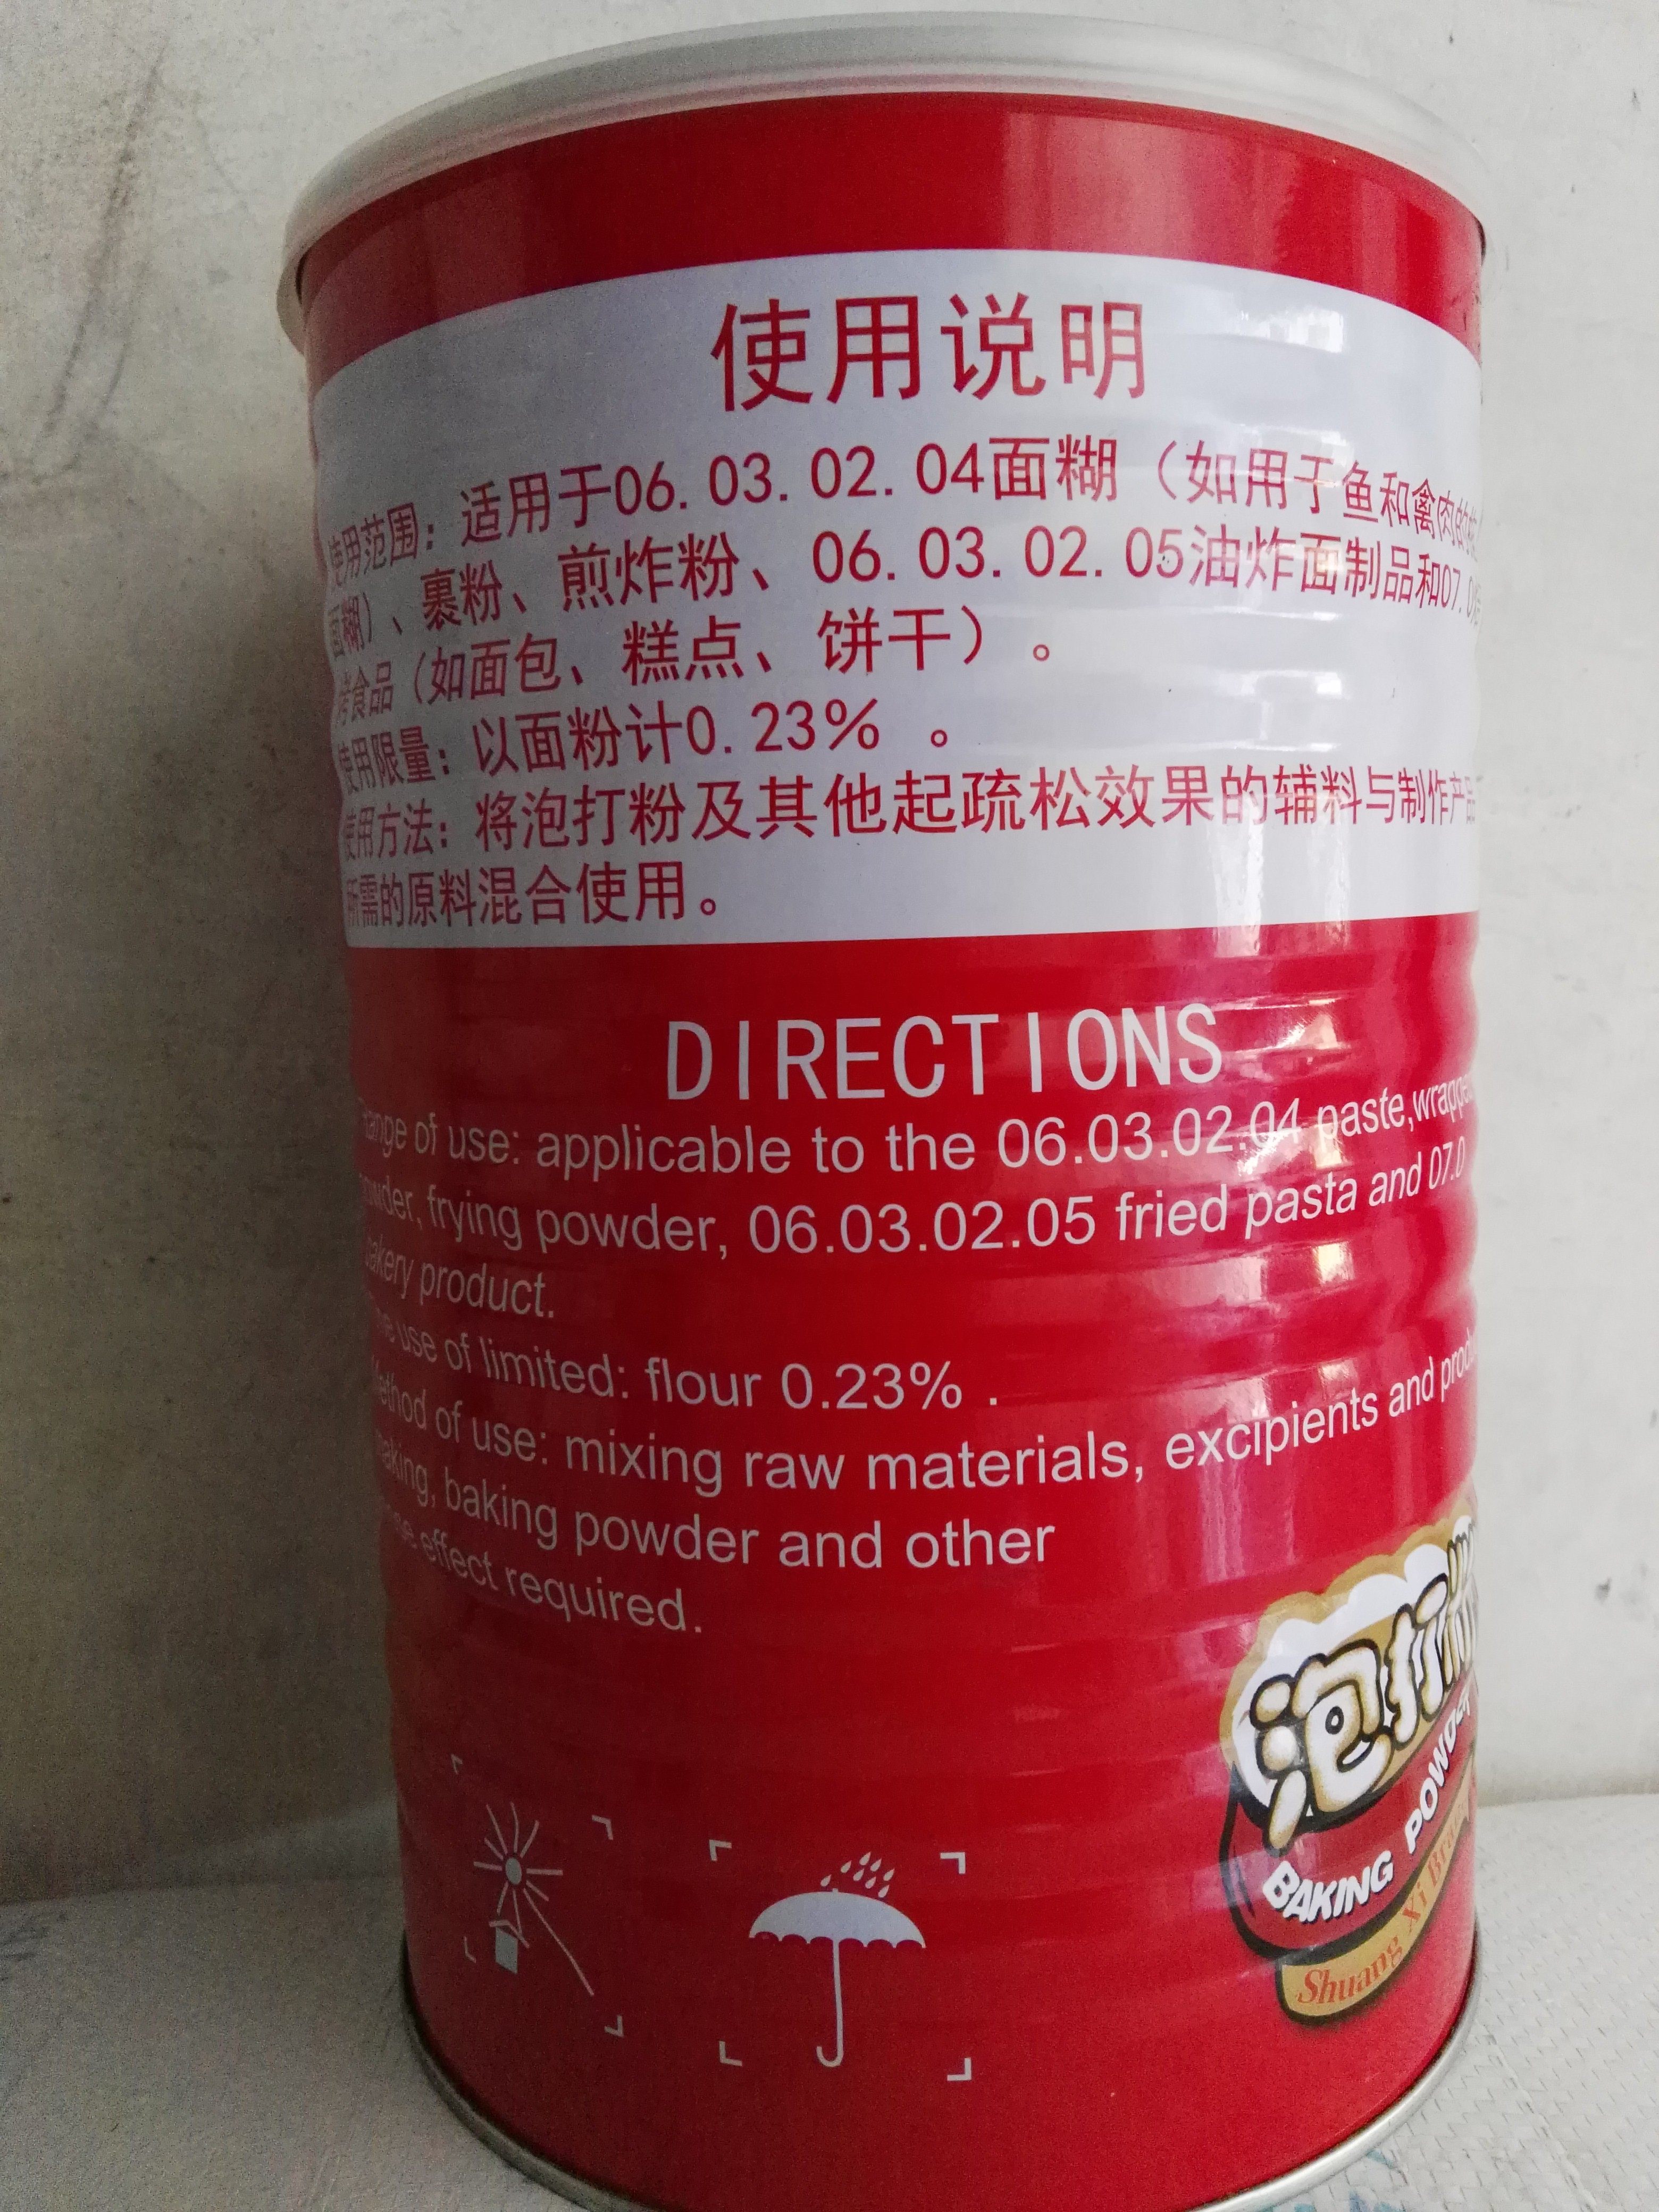 使用说明
使用范围：适用于06.03.02.04面糊（如用于鱼和禽肉的
面糊）、裹粉、煎炸粉、06.03.02.05油炸面制品和07.0
烤食品（如面包、糕点、饼干）。
使用限量：以面粉计0.23% 。
使用方法：将泡打粉及其他起疏松效果的辅料与制作产品
所需的原料混合使用。
DIRECTIONS
range of use: applicable to the 06.03.02.04 paste,wrapped
powder, frying powder, 06.03.02.05 fried pasta and 07.0
bakery product.
use of limited: flour 0.23% .
Method of use: mixing raw materials, excipients and
baking powder and other
effect required.
泡打粉
BAKING POWDER
Shuang Xi Brand